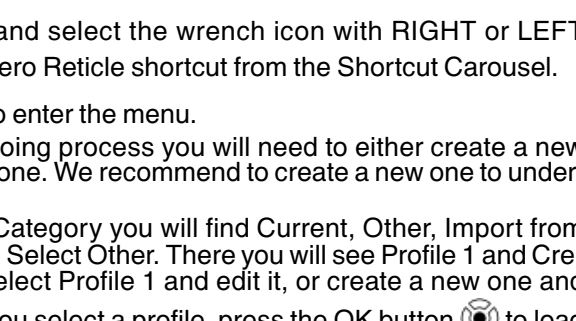 and select the wrench icon with RIGHT or LEFT
ero Reticle shortcut from the Shortcut Carousel.
o enter the menu.
oing process you will need to either create a new
one. We recommend to create a new one to under
Category you will find Current, Other, Import from
Select Other. There you will see Profile 1 and Cre
elect Profile 1 and edit it, or create a new one and
ou select a profile, press the OK button to load